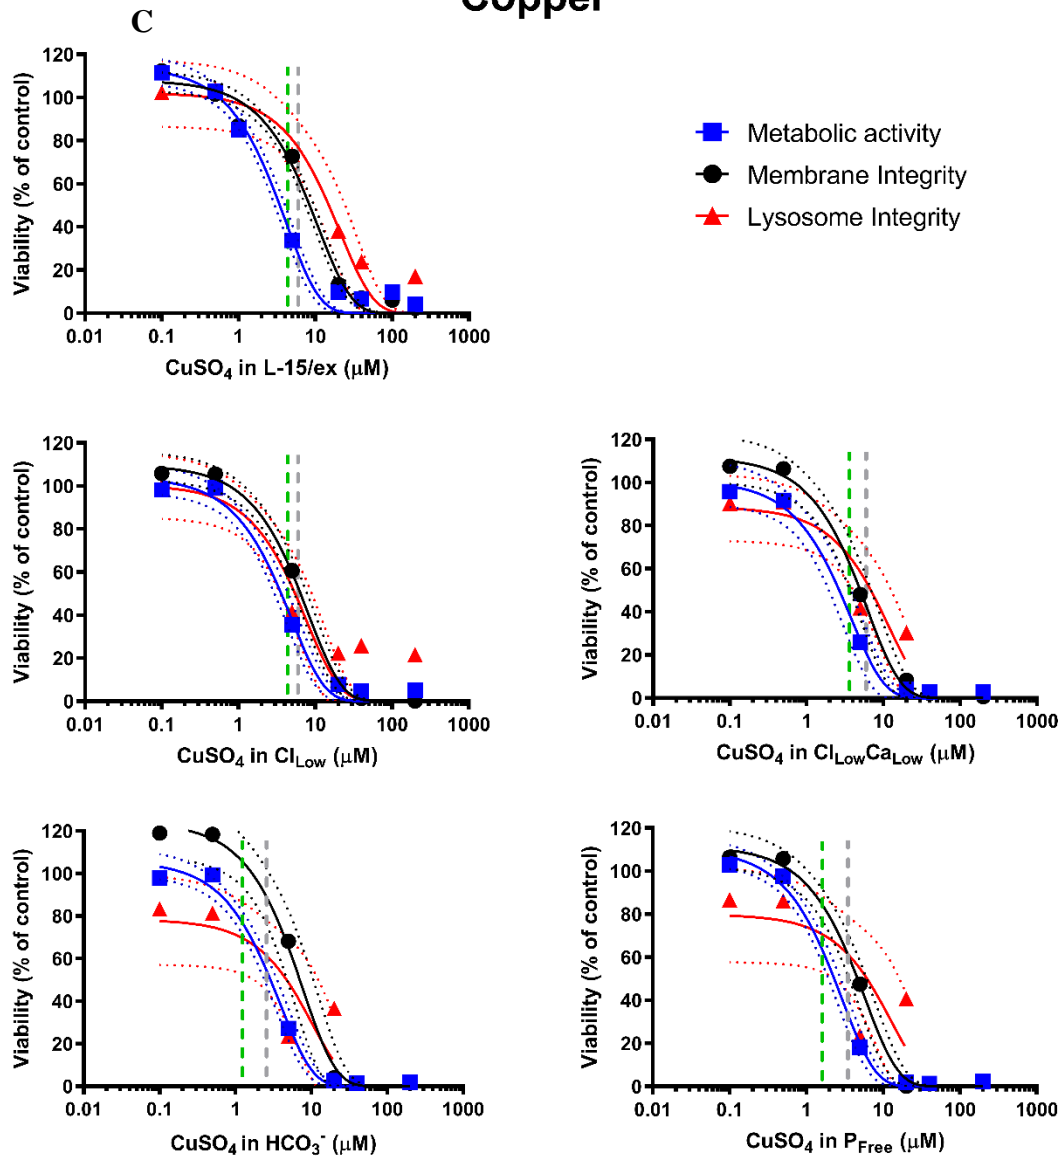 Copper
C
Viability (% of control)
120
100
80
60
40
20
0
0.01 0.1 1 10 100 1000
CuSO4 in L-15/ex (μM)
Metabolic activity
Membrane Integrity
Lysosome Integrity
Viability (% of control)
120
100
80
60
40
20
0
0.01 0.1 1 10 100 1000
CuSO4 in ClLow (μM)
Viability (% of control)
120
100
80
60
40
20
0
0.01 0.1 1 10 100 1000
CuSO4 in ClLowCaLow (μM)
Viability (% of control)
120
100
80
60
40
20
0
0.01 0.1 1 10 100 1000
CuSO4 in HCO3- (μM)
Viability (% of control)
120
100
80
60
40
20
0
0.01 0.1 1 10 100 1000
CuSO4 in PFree (μM)